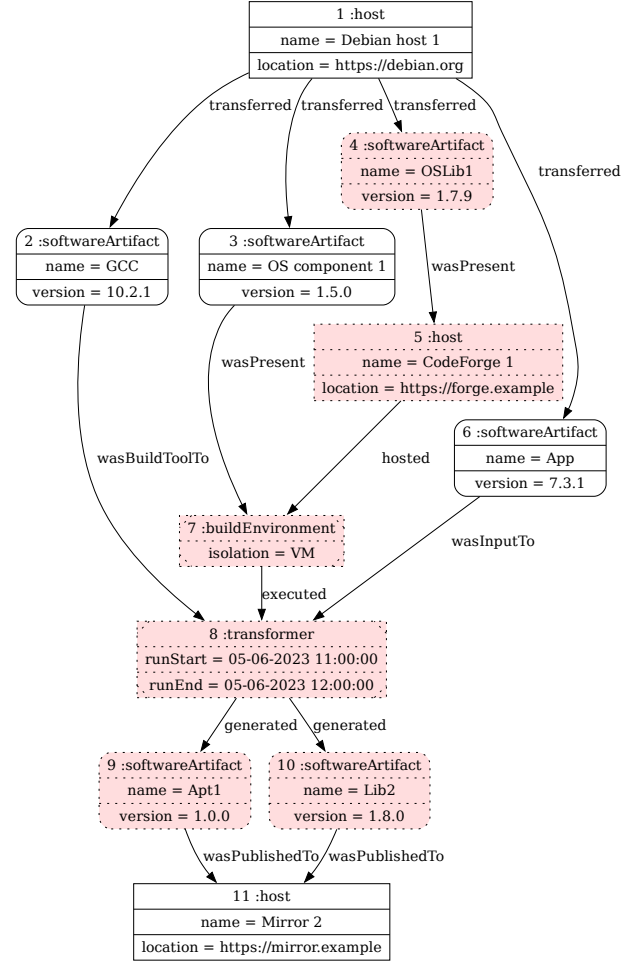 1 :host
name = Debian host 1
location = https://debian.org
transferred
transferred
transferred
4 :softwareArtifact
name = OSLib1
version = 1.7.9
transferred
2 :softwareArtifact
name = GCC
version = 10.2.1
3 :softwareArtifact
name = OS component 1
version = 1.5.0
wasPresent
5 :host
name = CodeForge 1
location = https://forge.example
wasPresent
6 :softwareArtifact
name = App
version = 7.3.1
wasBuildToolTo
hosted
7 :buildEnvironment
isolation = VM
wasInputTo
executed
8 :transformer
runStart = 05-06-2023 11:00:00
runEnd = 05-06-2023 12:00:00
generated
generated
9 :softwareArtifact
name = Apt1
version = 1.0.0
10 :softwareArtifact
name = Lib2
version = 1.8.0
wasPublishedTo
wasPublishedTo
11 :host
name = Mirror 2
location = https://mirror.example